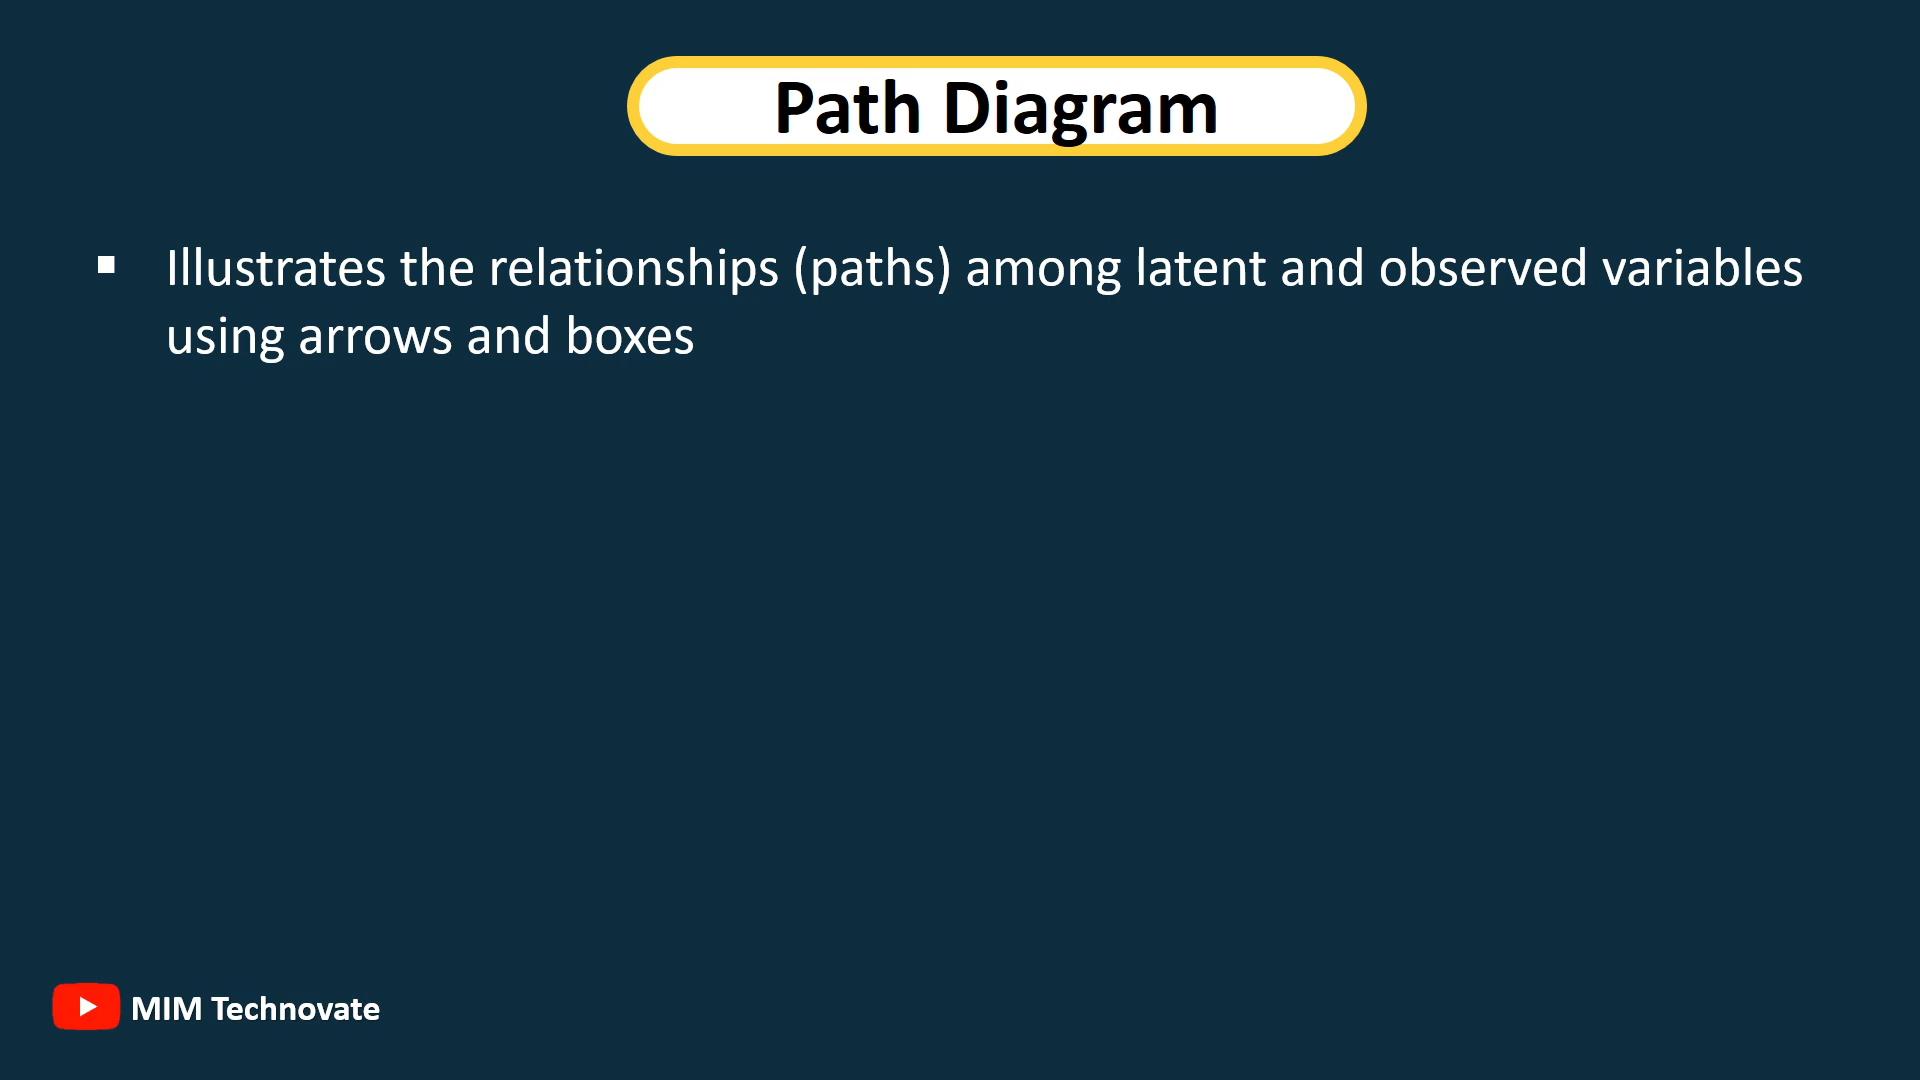 Path Diagram
▪ Illustrates the relationships (paths) among latent and observed variables
using arrows and boxes
MIM Technovate